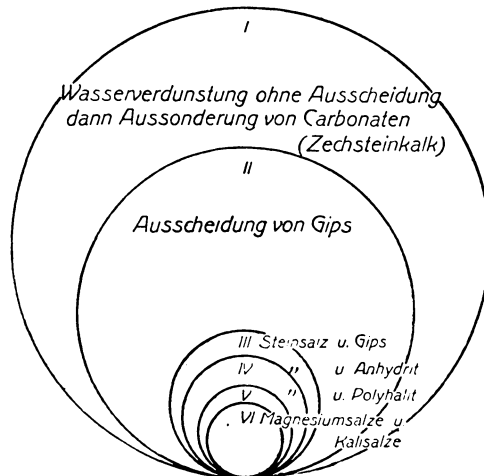 I
Wasserverdunstung ohne Ausscheidung
dann Aussonderung von Carbonaten
(Zechsteinkalk)
II
Ausscheidung von Gips
III Steinsalz u. Gips
IV " u Anhydrit
V " u. Polyhalit
VI Magnesiumsalze u.
Kalisalze